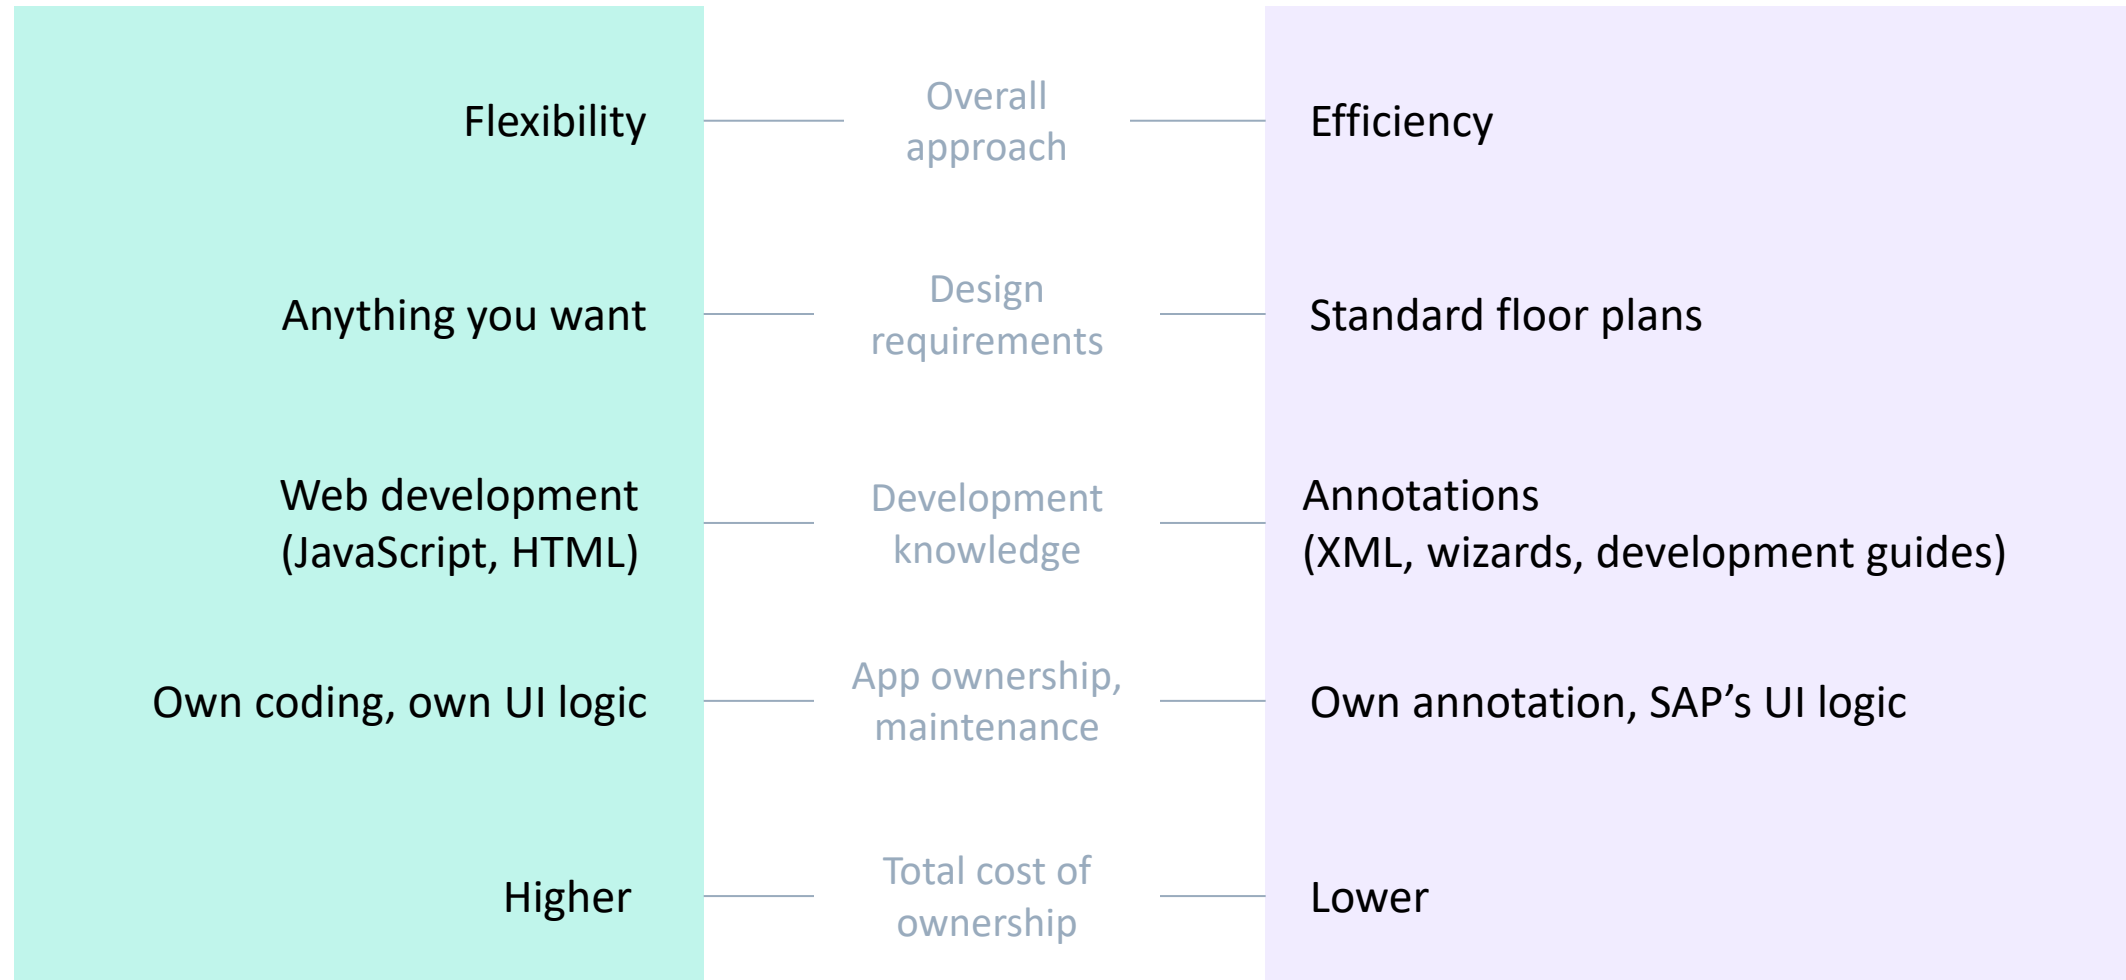 Flexibility
Overall
approach
Efficiency
Anything you want
Design
requirements
Standard floor plans
Web development
(JavaScript, HTML)
Development
knowledge
Annotations
(XML, wizards, development guides)
Own coding, own UI logic
App ownership,
maintenance
Own annotation, SAP’s UI logic
Higher
Total cost of
ownership
Lower